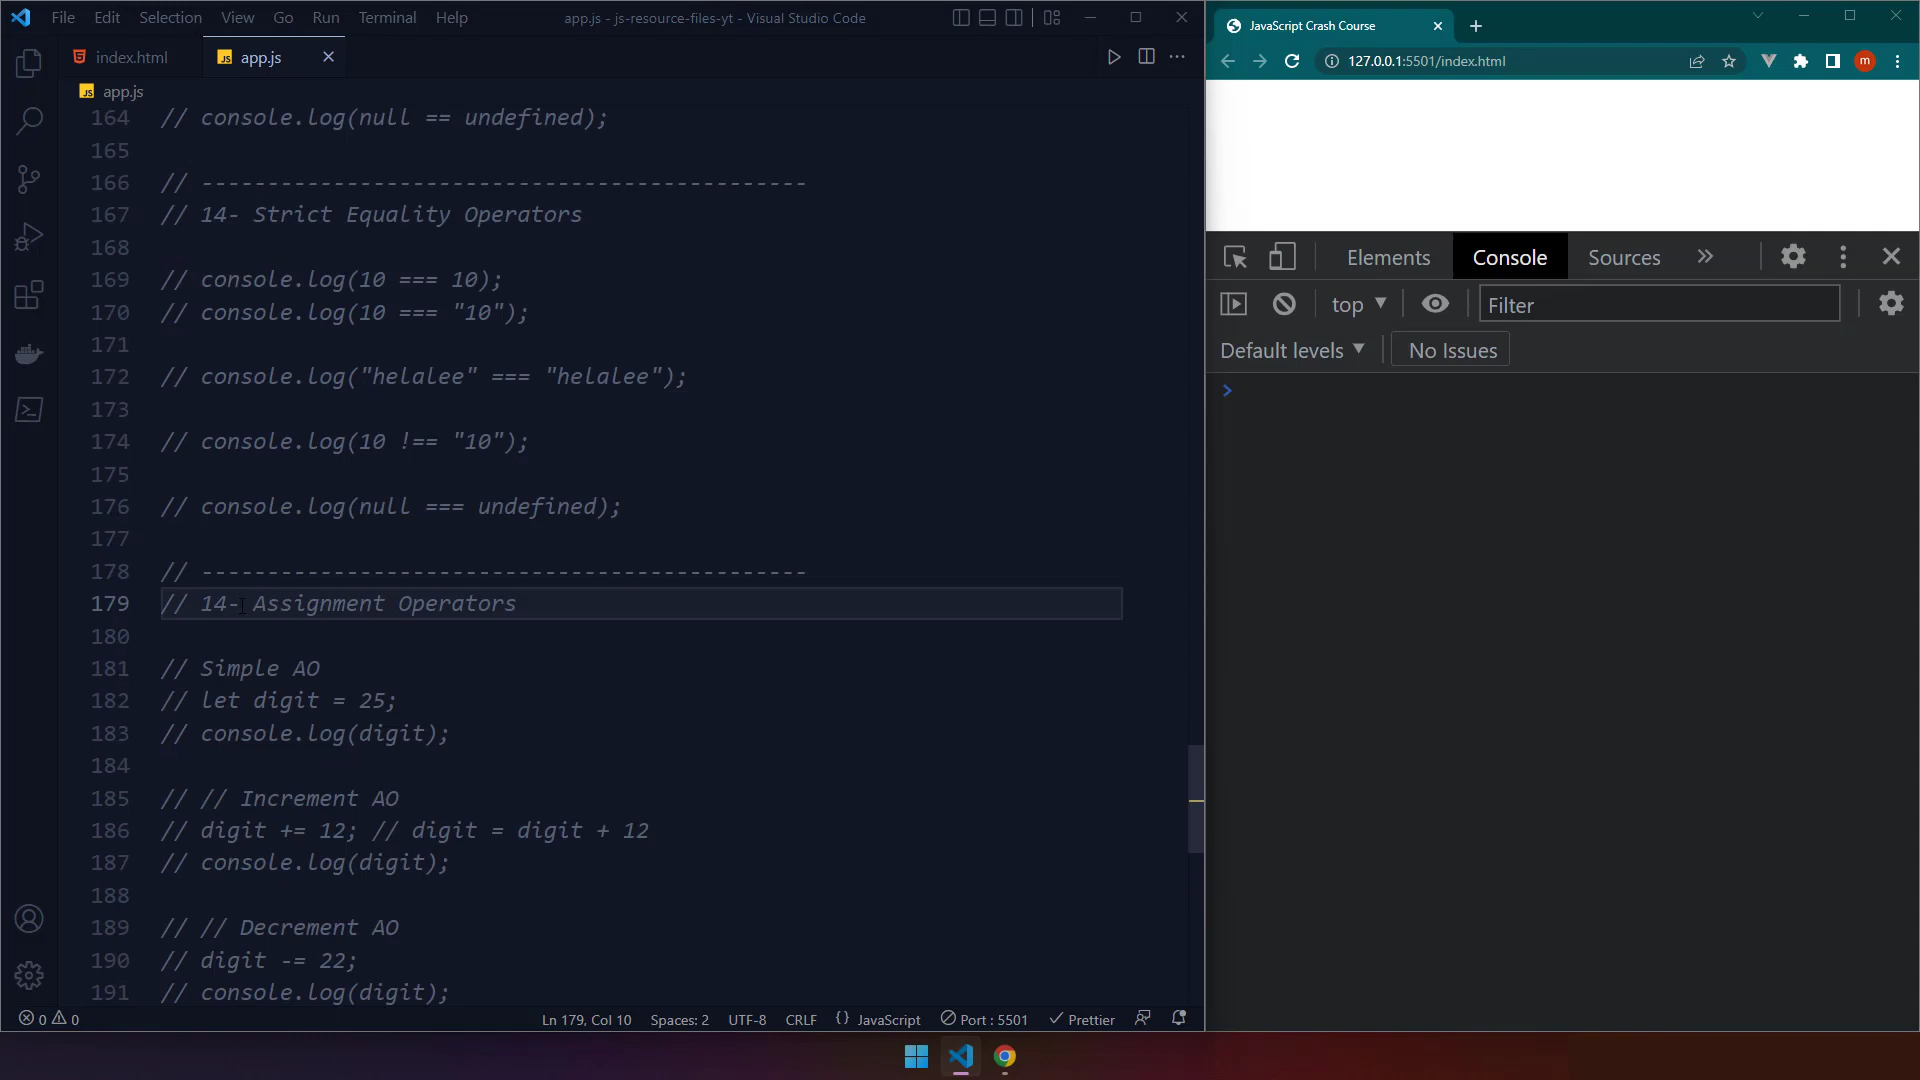 File Edit Selection View Go Run Terminal Help
app.js - js-resource-files-yt - Visual Studio Code
index.html
JS app.js
JS app.js
164 // console.log(null == undefined);
165
166 // ----------------------------------------------
167 // 14- Strict Equality Operators
168
169 // console.log(10 === 10);
170 // console.log(10 === "10");
171
172 // console.log("helalee" === "helalee");
173
174 // console.log(10 !== "10");
175
176 // console.log(null === undefined);
177
178 // ----------------------------------------------
179 // 14- Assignment Operators
180
181 // Simple AO
182 // let digit = 25;
183 // console.log(digit);
184
185 // // Increment AO
186 // digit += 12; // digit = digit + 12
187 // console.log(digit);
188
189 // // Decrement AO
190 // digit -= 22;
191 // console.log(digit);
0 0
Ln 179, Col 10 Spaces: 2 UTF-8 CRLF {} JavaScript Port : 5501 Prettier
JavaScript Crash Course
127.0.0.1:5501/index.html
m
Elements Console Sources »
top Filter
Default levels No Issues
>